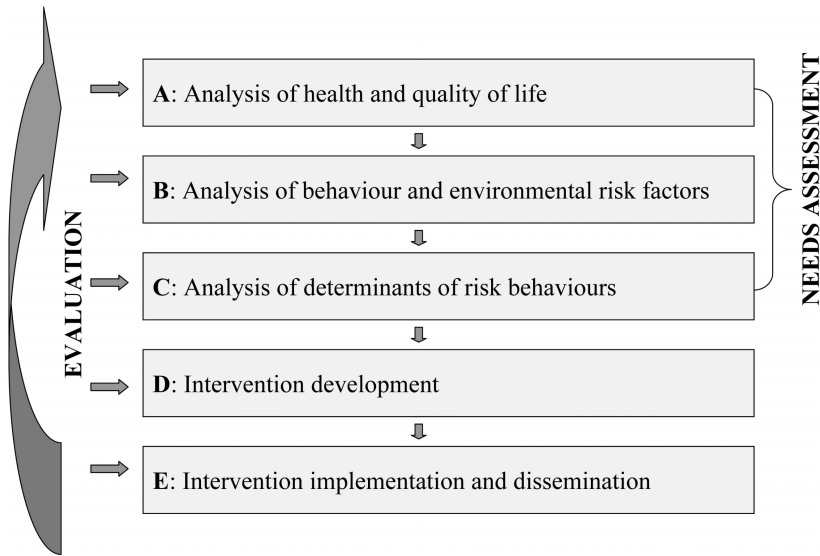 A: Analysis of health and quality of life
B: Analysis of behaviour and environmental risk factors
C: Analysis of determinants of risk behaviours
D: Intervention development
E: Intervention implementation and dissemination
EVALUATION
NEEDS ASSESSMENT